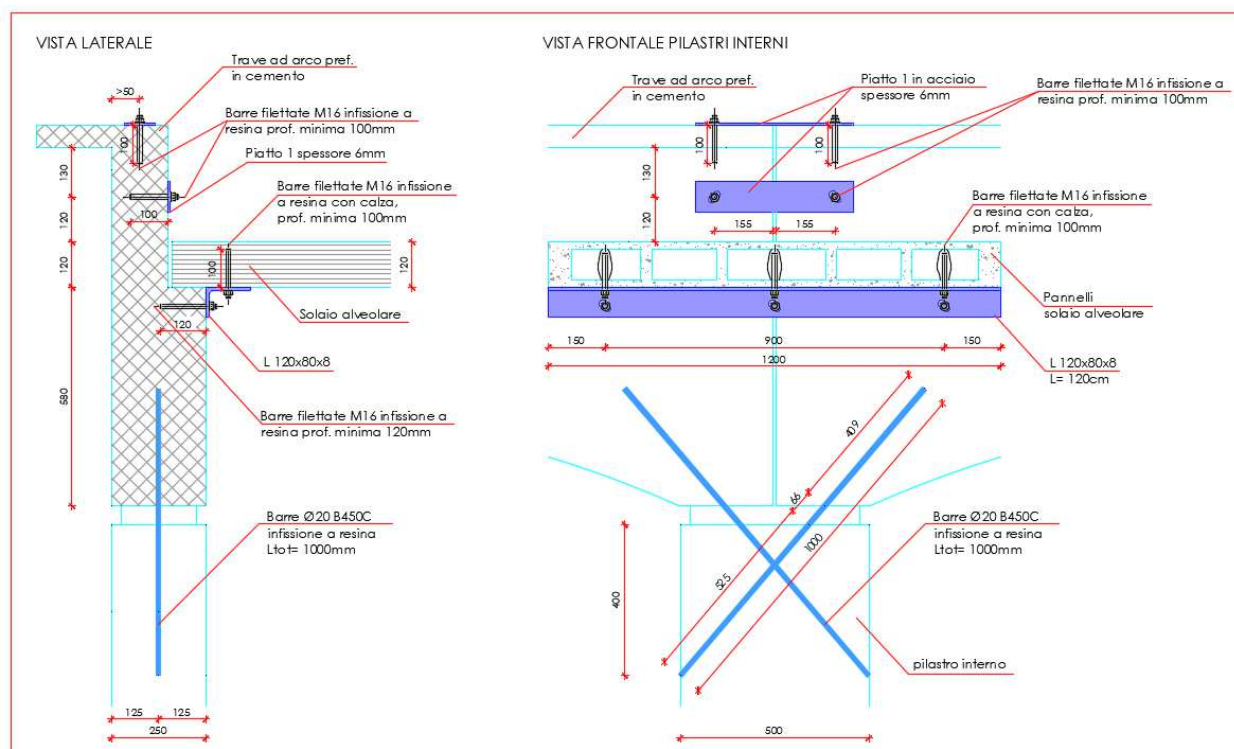 VISTA LATERALE
Trave ad arco pref.
in cemento
>50
Barre filettate M16 infissione a
resina prof. minima 100mm
Piatto 1 spessore 6mm
Barre filettate M16 infissione
a resina con calza,
prof. minima 100mm
100
130
120
100
120
100
120
Solaio alveolare
120
L 120x80x8
580
Barre filettate M16 infissione a
resina prof. minima 120mm
Barre Ø20 B450C
infissione a resina
Ltot= 1000mm
125
125
250
VISTA FRONTALE PILASTRI INTERNI
Trave ad arco pref.
in cemento
Piatto 1 in acciaio
spessore 6mm
Barre filettate M16 infissione a
resina prof. minima 100mm
100
100
130
120
155
155
Barre filettate M16 infissione
a resina con calza,
prof. minima 100mm
Pannelli
solaio alveolare
150
900
150
1200
L 120x80x8
L= 120cm
409
66
1000
525
Barre Ø20 B450C
infissione a resina
Ltot= 1000mm
400
pilastro interno
500